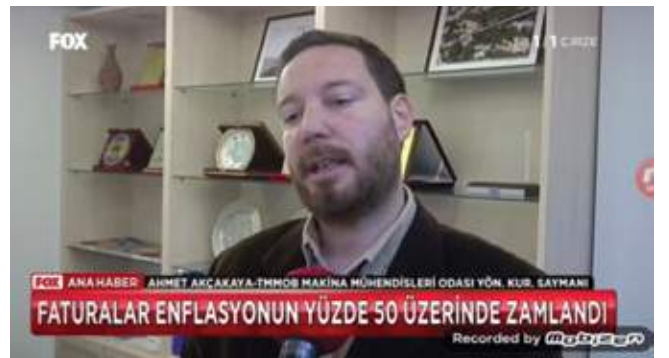 FOX
FOX ANA HABER AHMET AKÇAKAYA-TMMOB MAKİNA MÜHENDİSLERİ ODASI YÖN. KUR. SAYMANI
FATURALAR ENFLASYONUN YÜZDE 50 ÜZERİNDE ZAMLANDI
Recorded by Mobizen